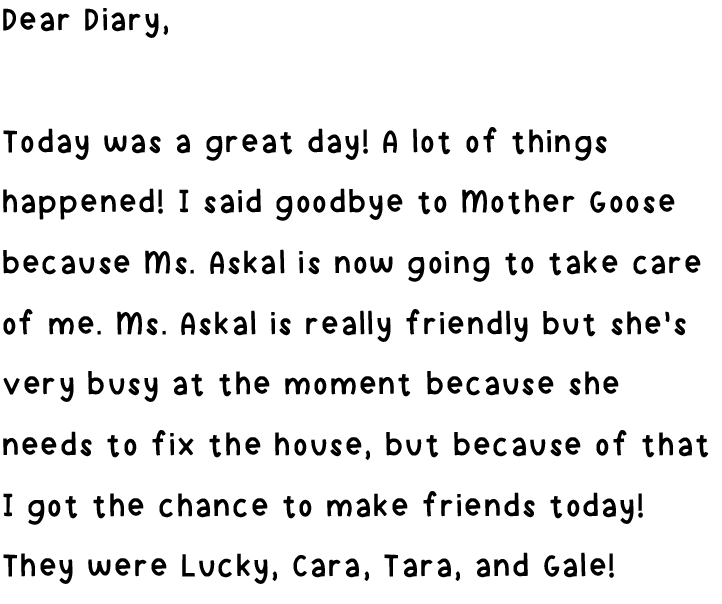 Dear Diary,
Today was a great day! A lot of things
happened! I said goodbye to Mother Goose
because Ms. Askal is now going to take care
of me. Ms. Askal is really friendly but she's
very busy at the moment because she
needs to fix the house, but because of that
I got the chance to make friends today!
They were Lucky, Cara, Tara, and Gale!